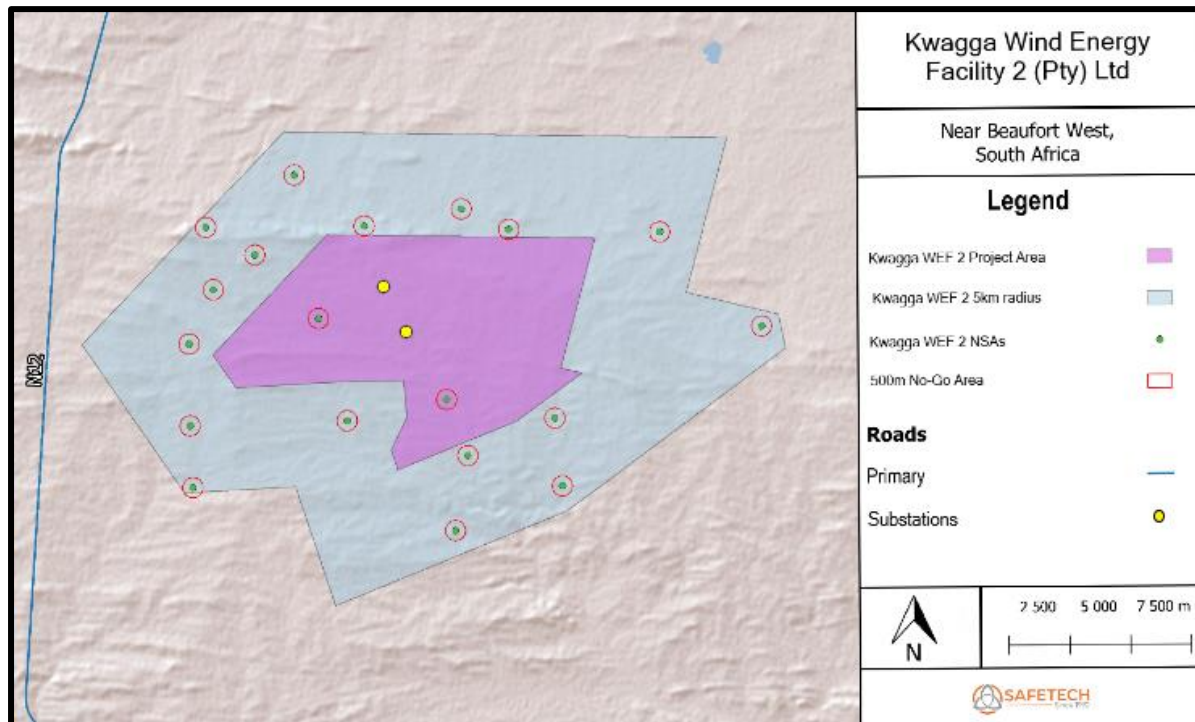 Kwagga Wind Energy
Facility 2 (Pty) Ltd
Near Beaufort West,
South Africa
Legend
Kwagga WEF 2 Project Area
Kwagga WEF 2 5km radius
Kwagga WEF 2 NSAs
500m No-Go Area
Roads
Primary
Substations
2 500 5 000 7 500 m
N
SAFETECH
N12